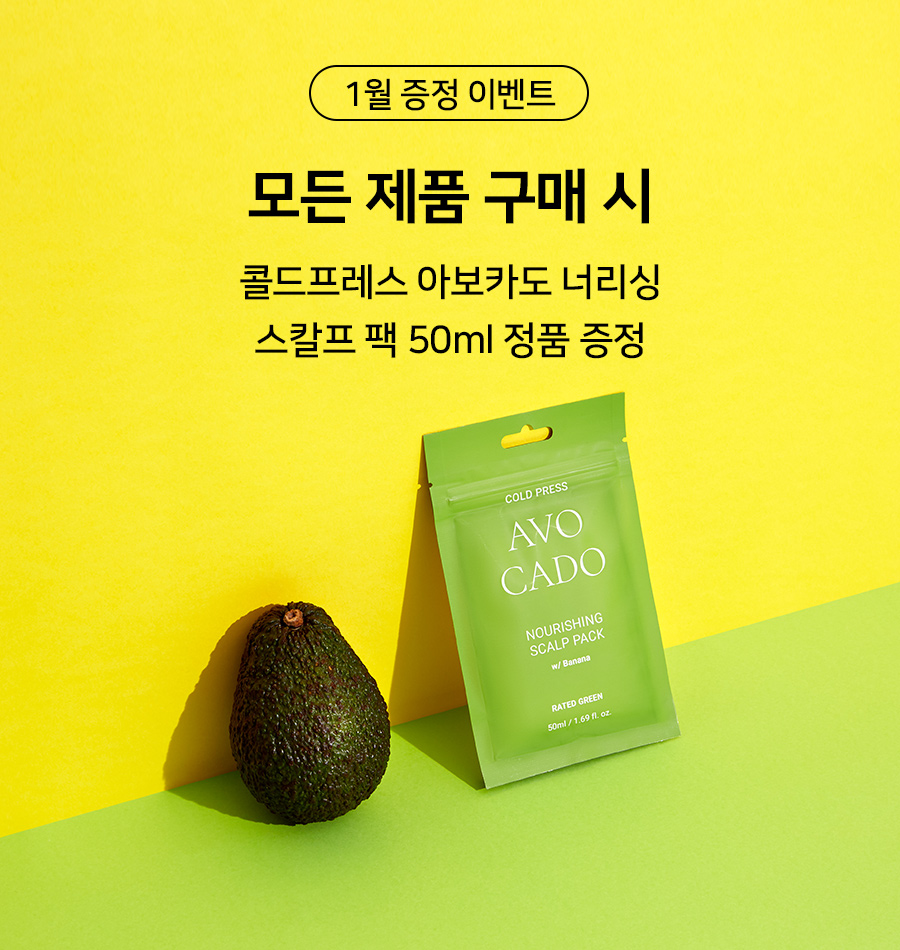 1월 증정 이벤트
모든 제품 구매 시
콜드프레스 아보카도 너리싱
스칼프 팩 50ml 정품 증정
COLD PRESS
AVO
CADO
NOURISHING
SCALP PACK
w/ Banana
RATED GREEN
50ml / 1.69 fl. oz.